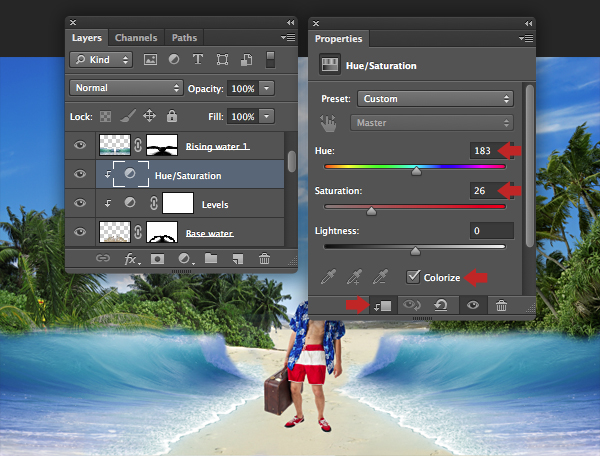 Layers
Channels
Paths
Kind
Normal
Opacity: 100%
Lock:
Fill: 100%
Rising water 1
Hue/Saturation
Levels
Base water
fx
Properties
Hue/Saturation
Preset: Custom
Master
Hue: 183
Saturation: 26
Lightness: 0
Colorize